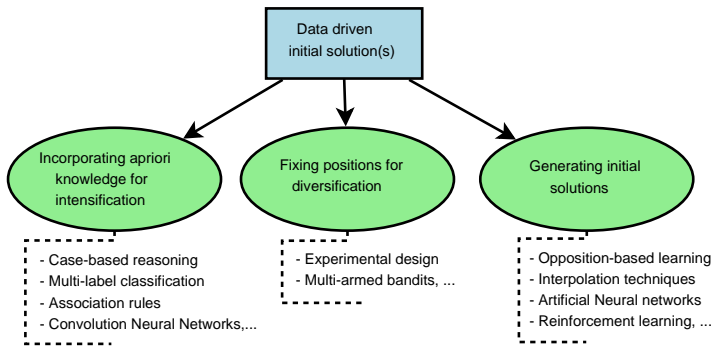 Data driven
initial solution(s)
Incorporating apriori
knowledge for
intensification
Fixing positions for
diversification
Generating initial
solutions
- Case-based reasoning
- Multi-label classification
- Association rules
- Convolution Neural Networks,...
- Experimental design
- Multi-armed bandits, ...
- Opposition-based learning
- Interpolation techniques
- Artificial Neural networks
- Reinforcement learning, ...